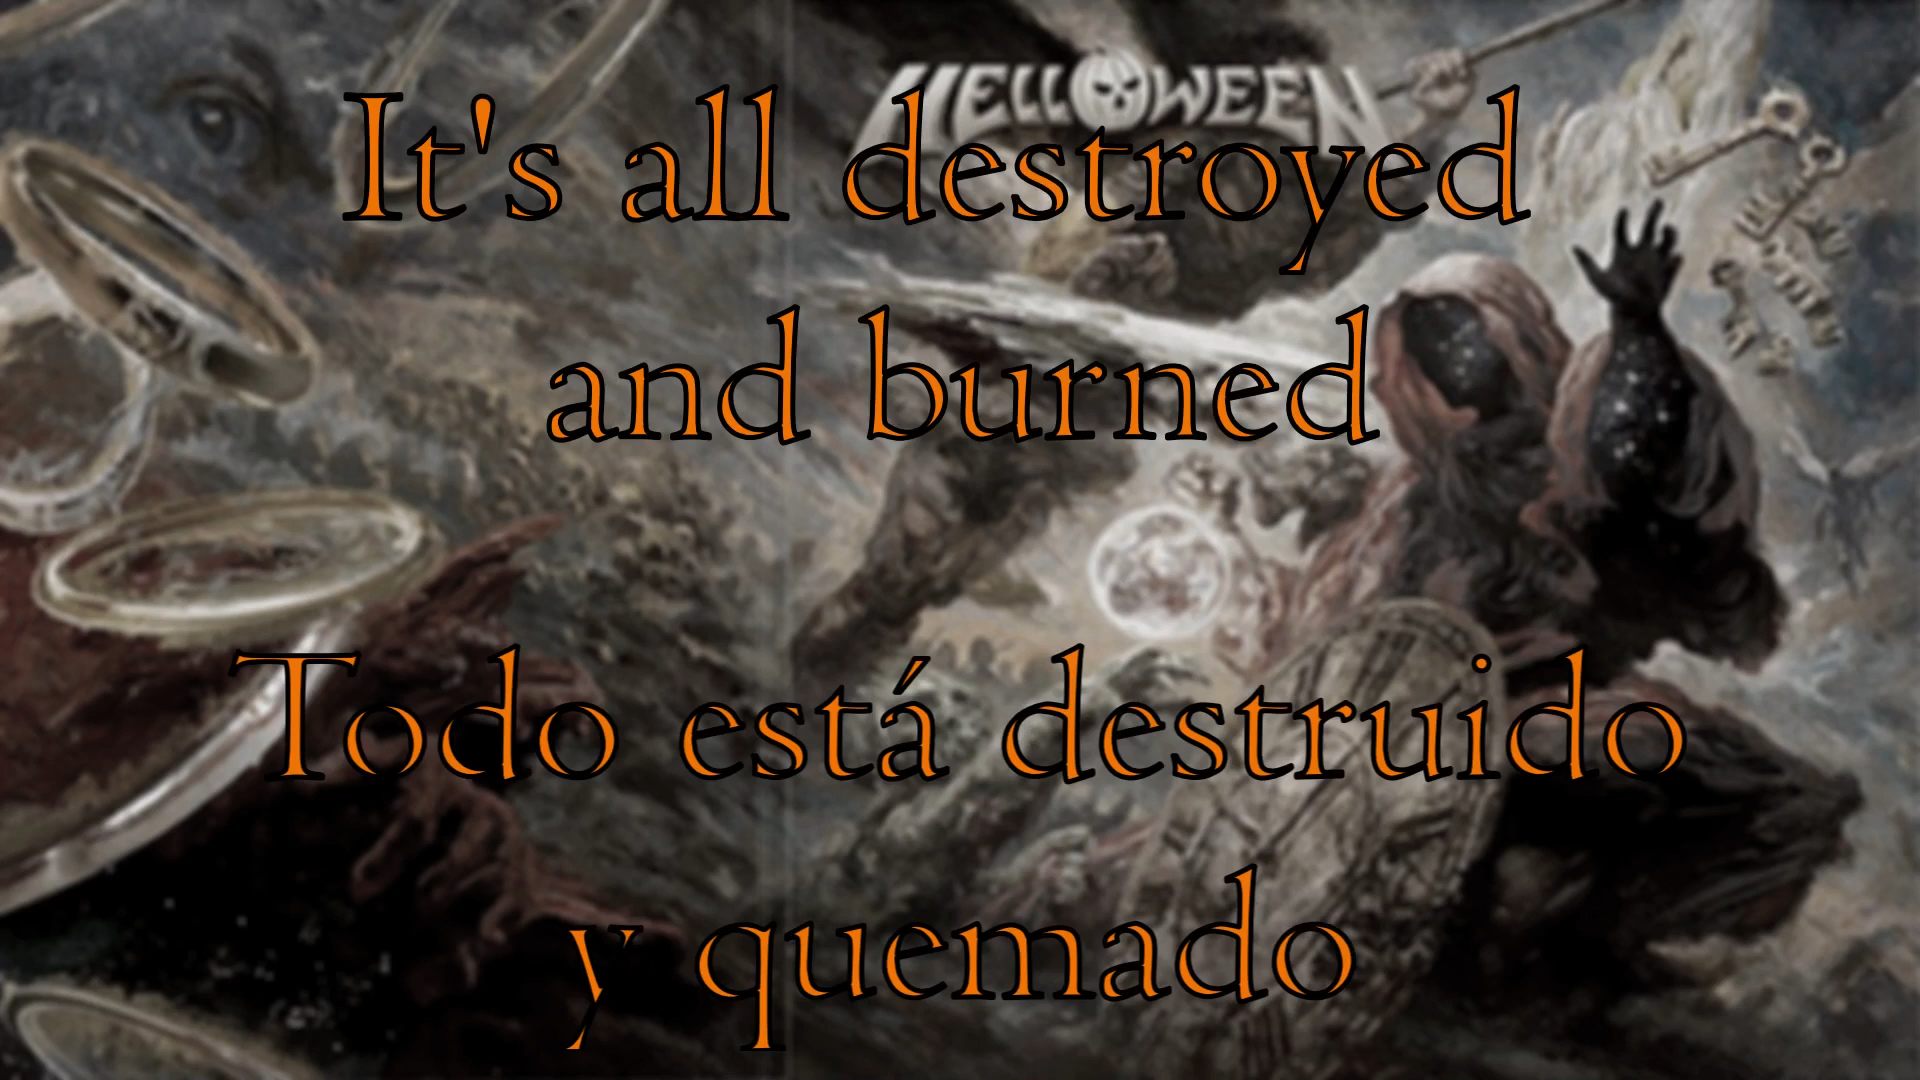 HELLOWEEN
It's all destroyed
and burned
Todo está destruido
y quemado